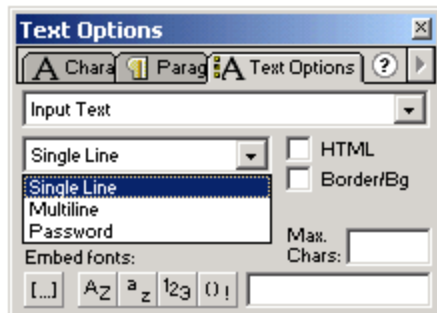 Text Options
A Chara ¶ Parag A Text Options ?
Input Text
Single Line HTML
Single Line Border/Bg
Multiline
Password Max.
Embed fonts: Chars:
[...] AZ az 123 ()!